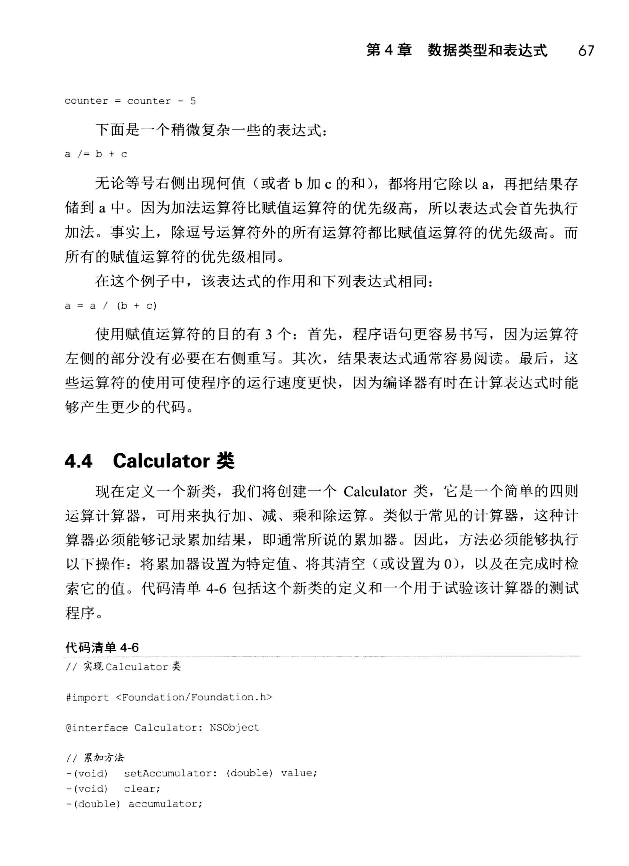 第 4 章 数据类型和表达式 67
counter = counter - 5
下面是一个稍微复杂一些的表达式：
a /= b + c
无论等号右侧出现何值（或者 b 加 c 的和），都将用它除以 a，再把结果存
储到 a 中。因为加法运算符比赋值运算符的优先级高，所以表达式会首先执行
加法。事实上，除逗号运算符外的所有运算符都比赋值运算符的优先级高。而
所有的赋值运算符的优先级相同。
在这个例子中，该表达式的作用和下列表达式相同：
a = a / (b + c)
使用赋值运算符的目的有 3 个：首先，程序语句更容易书写，因为运算符
左侧的部分没有必要在右侧重写。其次，结果表达式通常容易阅读。最后，这
些运算符的使用可使程序的运行速度更快，因为编译器有时在计算表达式时能
够产生更少的代码。
4.4 Calculator 类
现在定义一个新类，我们将创建一个 Calculator 类，它是一个简单的四则
运算计算器，可用来执行加、减、乘和除运算。类似于常见的计算器，这种计
算器必须能够记录累加结果，即通常所说的累加器。因此，方法必须能够执行
以下操作：将累加器设置为特定值、将其清空（或设置为 0），以及在完成时检
索它的值。代码清单 4-6 包括这个新类的定义和一个用于试验该计算器的测试
程序。
代码清单 4-6
// 实现Calculator类
#import <Foundation/Foundation.h>
@interface Calculator: NSObject
// 累加方法
-(void) setAccumulator: (double) value;
-(void) clear;
-(double) accumulator;